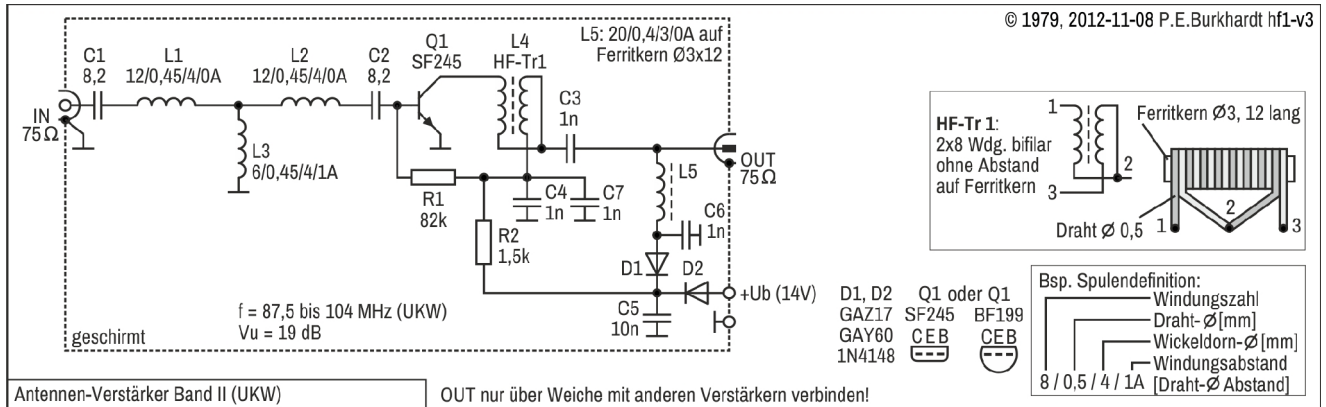 © 1979, 2012-11-08 P.E.Burkhardt hf1-v3
C1
8,2
L1
12/0,45/4/0A
L2
12/0,45/4/0A
C2
8,2
Q1
SF245
L4
HF-Tr1
L5: 20/0,4/3/0A auf
Ferritkern Ø3x12
C3
1n
IN
75Ω
L3
6/0,45/4/1A
R1
82k
R2
1,5k
C4
1n
C7
1n
L5
C6
1n
OUT
75Ω
D1
D2
+Ub (14V)
C5
10n
f = 87,5 bis 104 MHz (UKW)
Vu = 19 dB
geschirmt
HF-Tr 1:
2x8 Wdg. bifilar
ohne Abstand
auf Ferritkern
1
2
3
Ferritkern Ø3, 12 lang
Draht Ø 0,5
1
2
3
D1, D2
GAZ17
GAY60
1N4148
Q1 oder Q1
SF245 BF199
CEB CEB
Bsp. Spulendefinition:
Windungszahl
Draht-Ø[mm]
Wickeldorn-Ø[mm]
Windungsabstand
8 / 0,5 / 4 / 1A [Draht-Ø Abstand]
Antennen-Verstärker Band II (UKW)
OUT nur über Weiche mit anderen Verstärkern verbinden!